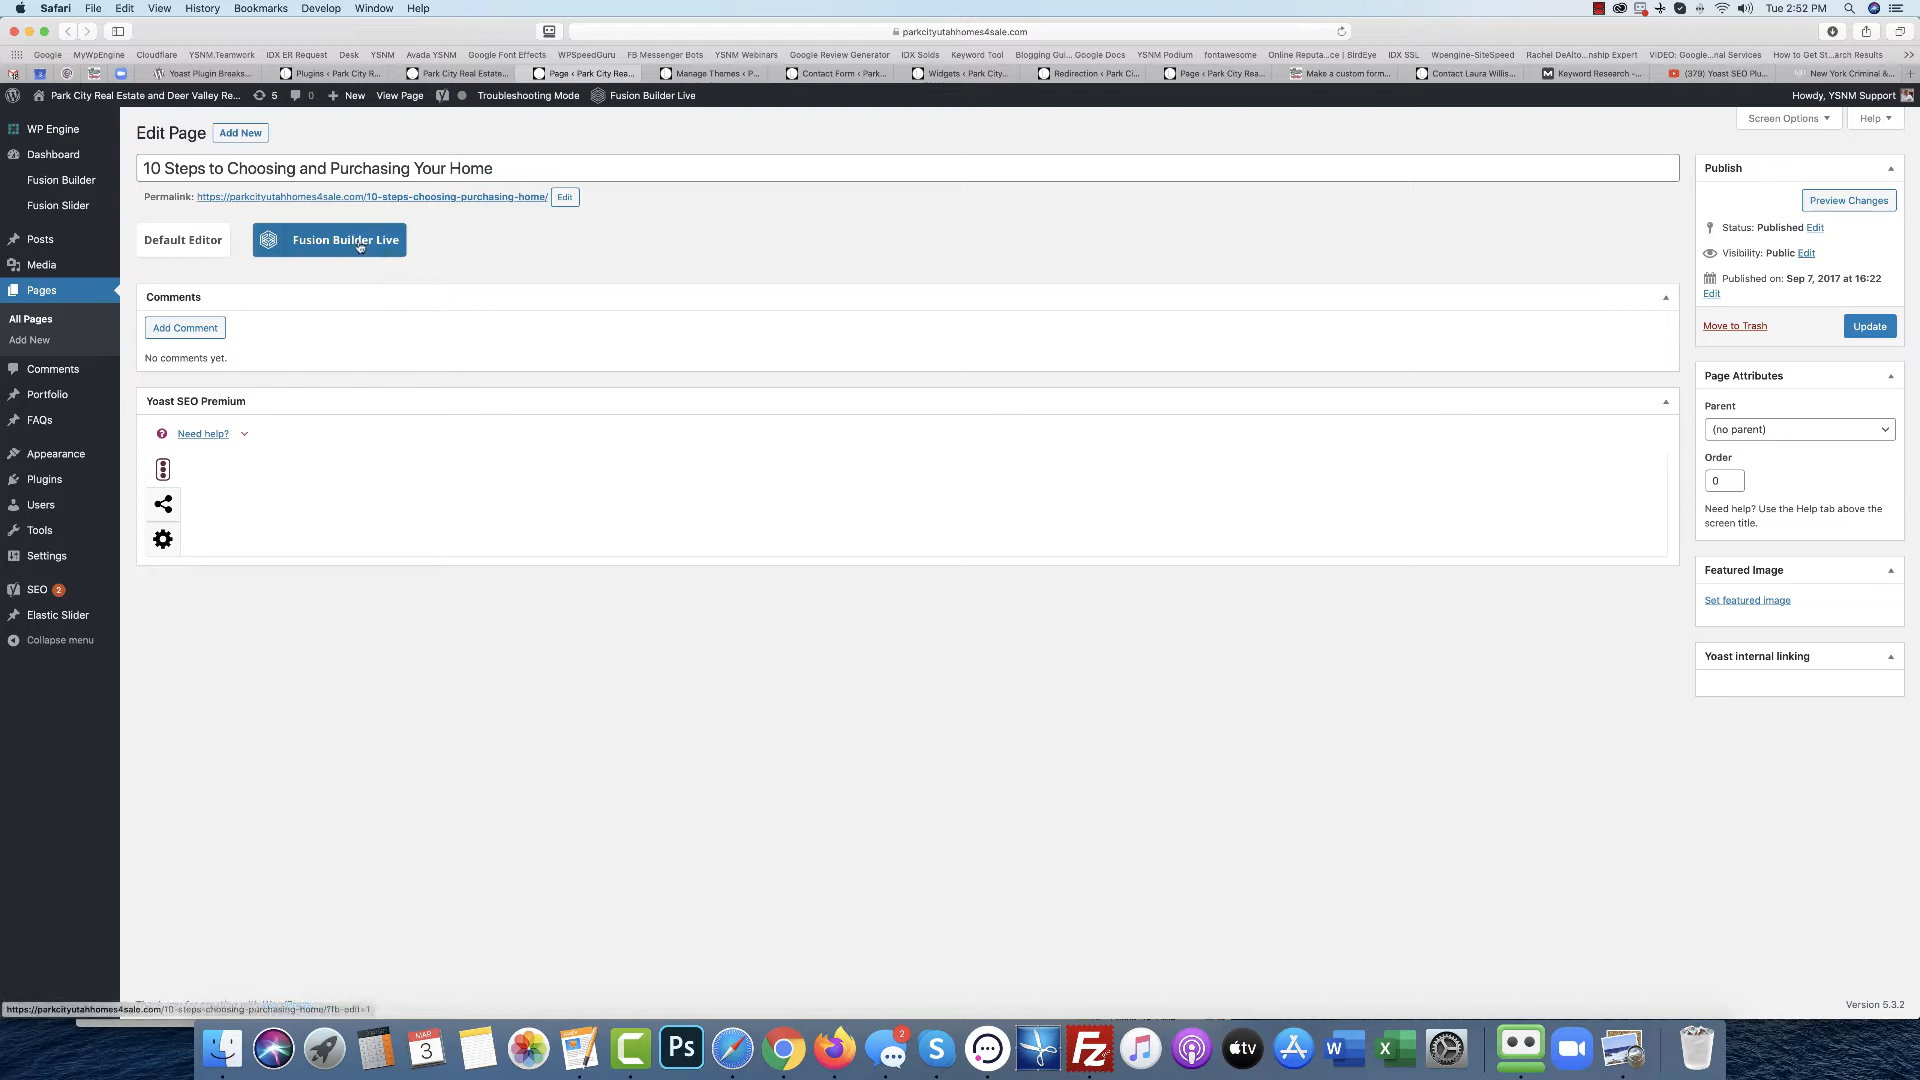 Safari File Edit View History Bookmarks Develop Window Help Tue 2:52 PM
parkcityutahhomes4sale.com
Google MyWpEngine Cloudflare YSNM.Teamwork IDX ER Request Desk YSNM Avada YSNM Google Font Effects WPSpeedGuru FB Messenger Bots YSNM Webinars Google Review Generator IDX Solds Keyword Tool Blogging Gui... Google Docs YSNM Podium fontawesome Online Reputa...ce | BirdEye IDX SSL Wpengine-SiteSpeed Rachel DeAlto...nship Expert VIDEO: Google...nal Services How to Get St...arch Results
Yoast Plugin Breaks... Plugins ‹ Park City R... Park City Real Estate... Page ‹ Park City Rea... Manage Themes ‹ P... Contact Form ‹ Park... Widgets ‹ Park City... Redirection ‹ Park Ci... Page ‹ Park City Rea... Make a custom form... Contact Laura Willis... Keyword Research -... (379) Yoast SEO Plu... New York Criminal &...
Park City Real Estate and Deer Valley Re... 5 0 New View Page Troubleshooting Mode Fusion Builder Live Howdy, YSNM Support
WP Engine
Dashboard
Fusion Builder
Fusion Slider
Posts
Media
Pages
All Pages
Add New
Comments
Portfolio
FAQs
Appearance
Plugins
Users
Tools
Settings
SEO 2
Elastic Slider
Collapse menu
Screen Options Help
Edit Page Add New
10 Steps to Choosing and Purchasing Your Home
Permalink: https://parkcityutahhomes4sale.com/10-steps-choosing-purchasing-home/ Edit
Default Editor Fusion Builder Live
Comments
Add Comment
No comments yet.
Yoast SEO Premium
Need help?
Publish
Preview Changes
Status: Published Edit
Visibility: Public Edit
Published on: Sep 7, 2017 at 16:22
Edit
Move to Trash Update
Page Attributes
Parent
(no parent)
Order
0
Need help? Use the Help tab above the
screen title.
Featured Image
Set featured image
Yoast internal linking
Version 5.3.2
https://parkcityutahhomes4sale.com/10-steps-choosing-purchasing-home/?fb-edit=1
MAR
3
Ps
2
tv